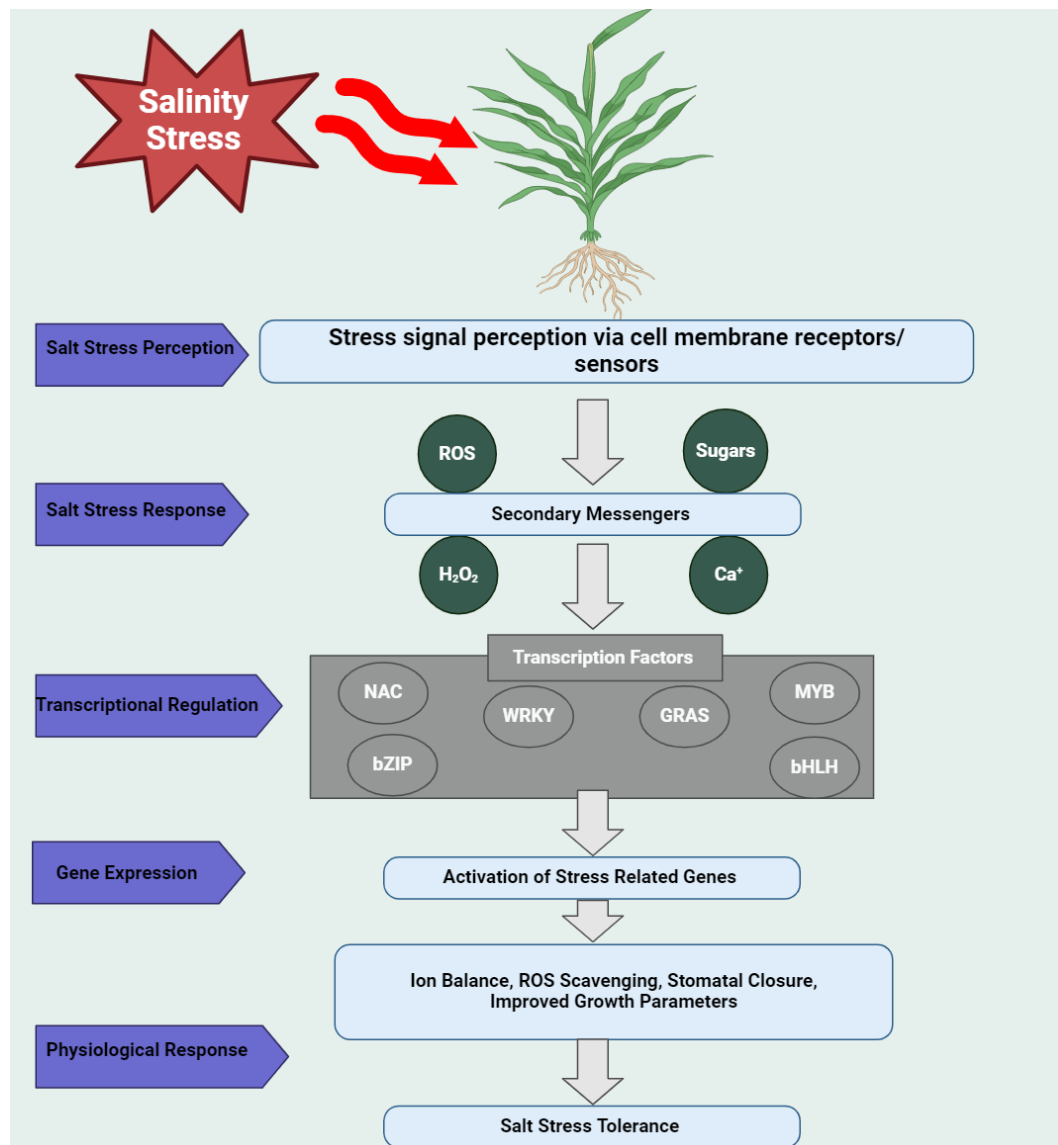 Salinity
Stress
Salt Stress Perception
Stress signal perception via cell membrane receptors/
sensors
ROS
Sugars
Salt Stress Response
Secondary Messengers
H₂O₂
Ca⁺
Transcription Factors
Transcriptional Regulation
NAC
WRKY
GRAS
MYB
bZIP
bHLH
Gene Expression
Activation of Stress Related Genes
Ion Balance, ROS Scavenging, Stomatal Closure,
Improved Growth Parameters
Physiological Response
Salt Stress Tolerance